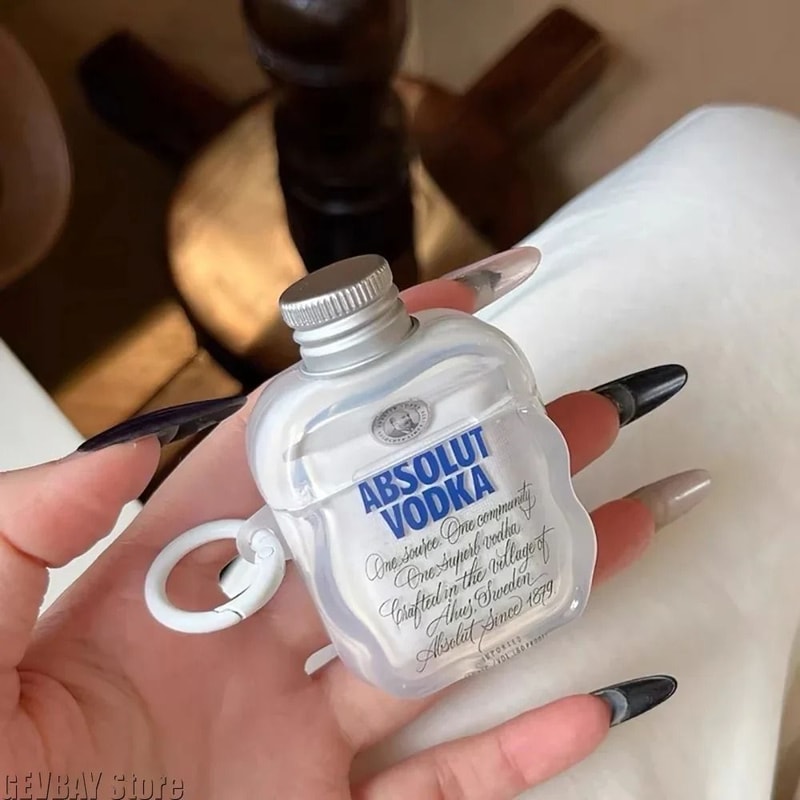 ABSOLUT
VODKA
One source One community
One superb vodka
Crafted in the village of
Åhus, Sweden
Absolut Since 1879.
IMPORTED
GEVBAY Store